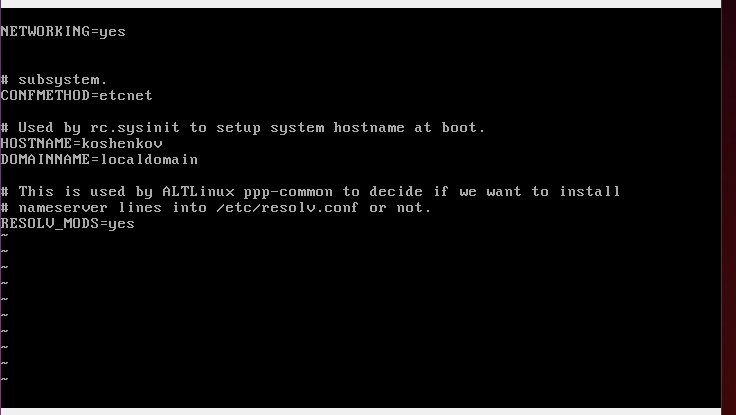 NETWORKING=yes
# subsystem.
CONFMETHOD=etcnet
# Used by rc.sysinit to setup system hostname at boot.
HOSTNAME=koshenkov
DOMAINNAME=localdomain
# This is used by ALTLinux ppp-common to decide if we want to install
# nameserver lines into /etc/resolv.conf or not.
RESOLV_MODS=yes
~
~
~
~
~
~
~
~
~
~